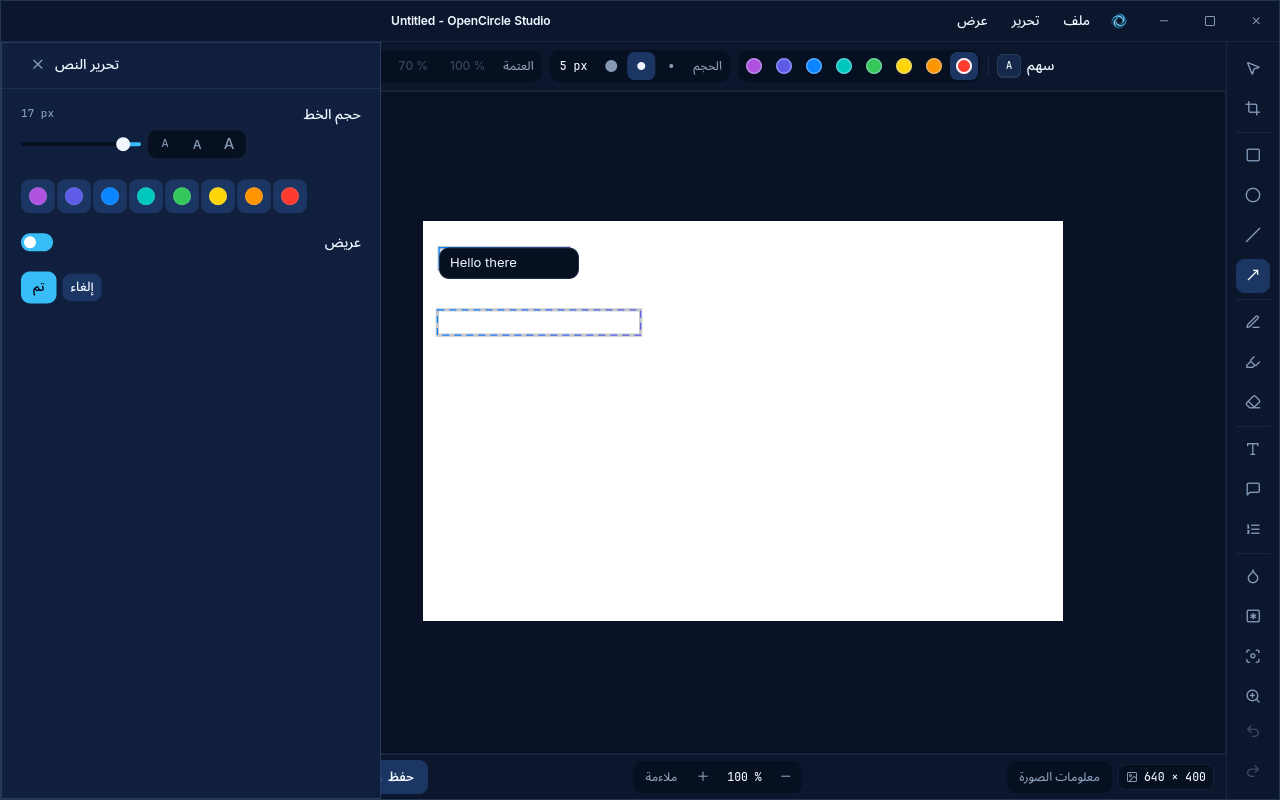 ملف تحرير عرض Untitled - OpenCircle Studio
سهم A الحجم 5 px العتمة 100 % 70 %
تحرير النص
حجم الخط 17 px
A A A
عريض
إلغاء تم
Hello there
640 × 400 معلومات الصورة 100 % ملاءمة حفظ